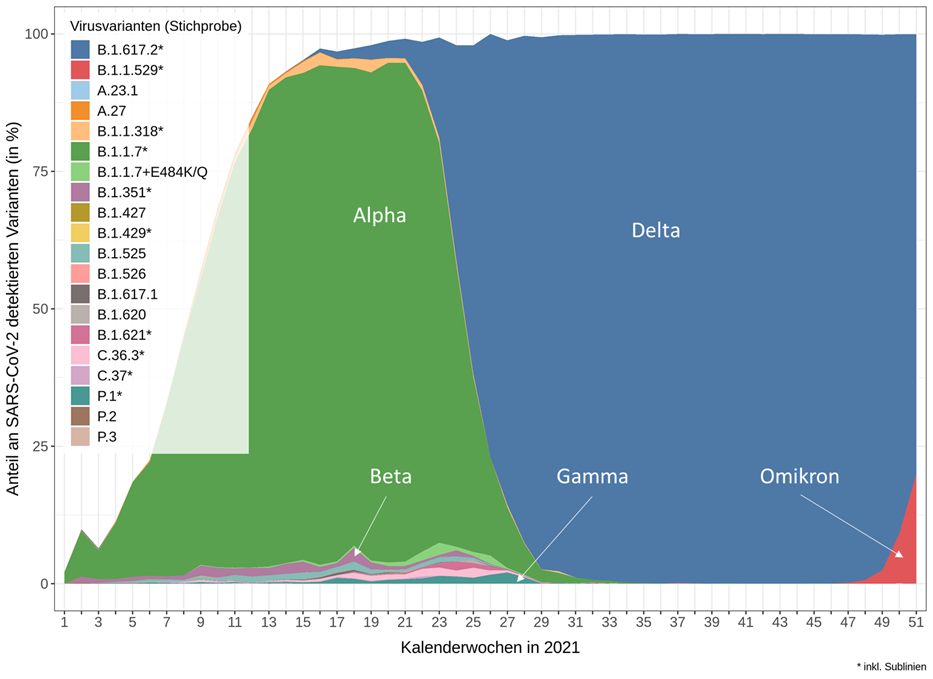 Virusvarianten (Stichprobe)
B.1.617.2*
B.1.1.529*
A.23.1
A.27
B.1.1.318*
B.1.1.7*
B.1.1.7+E484K/Q
B.1.351*
B.1.427
B.1.429*
B.1.525
B.1.526
B.1.617.1
B.1.620
B.1.621*
C.36.3*
C.37*
P.1*
P.2
P.3
Alpha
Delta
Beta
Gamma
Omikron
Anteil an SARS-CoV-2 detektierten Varianten (in %)
100
75
50
25
0
1 3 5 7 9 11 13 15 17 19 21 23 25 27 29 31 33 35 37 39 41 43 45 47 49 51
Kalenderwochen in 2021
* inkl. Sublinien